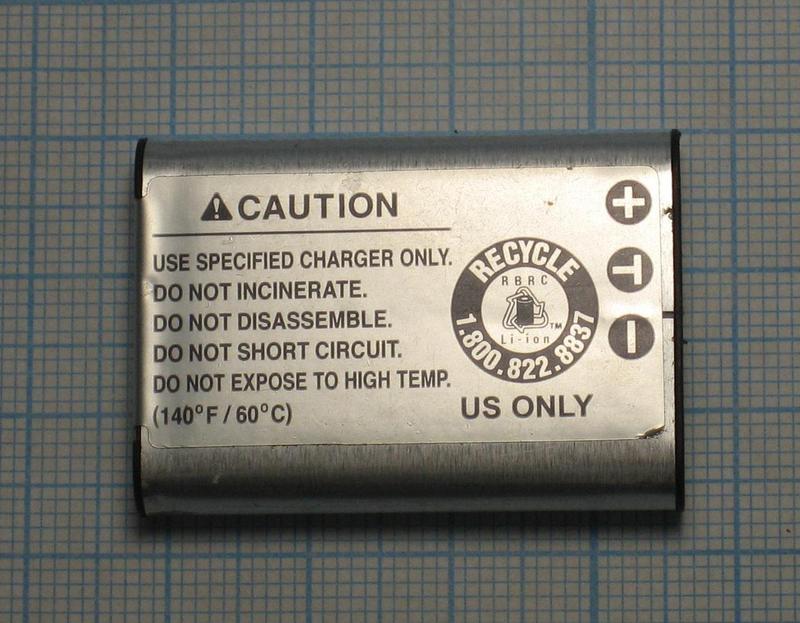 CAUTION
USE SPECIFIED CHARGER ONLY.
DO NOT INCINERATE.
DO NOT DISASSEMBLE.
DO NOT SHORT CIRCUIT.
DO NOT EXPOSE TO HIGH TEMP.
(140°F / 60°C)
RECYCLE
RBRC
TM
Li-ion
1.800.822.8837
US ONLY
+
T
−